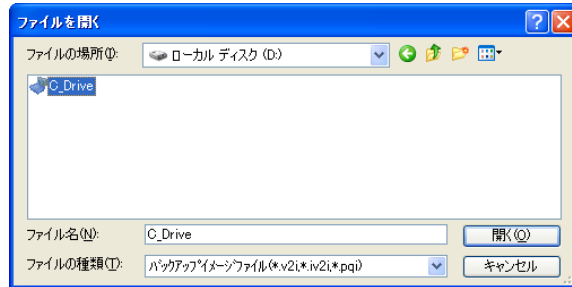 ファイルを開く
ファイルの場所(I):
ローカル ディスク (D:)
C_Drive
ファイル名(N):
C_Drive
開く(O)
ファイルの種類(T):
バックアップイメージファイル(*.v2i,*.iv2i,*.pqi)
キャンセル